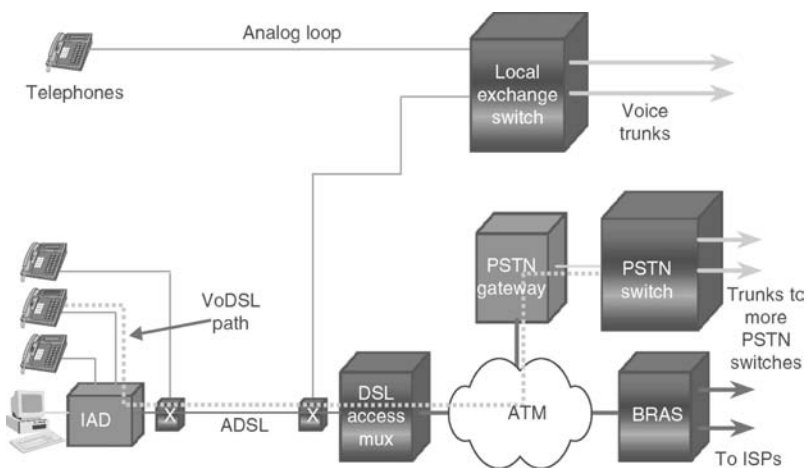 Analog loop
Telephones
Local
exchange
switch
Voice
trunks
VoDSL
path
PSTN
gateway
PSTN
switch
Trunks to
more
PSTN
switches
IAD
X
ADSL
X
DSL
access
mux
ATM
BRAS
To ISPs